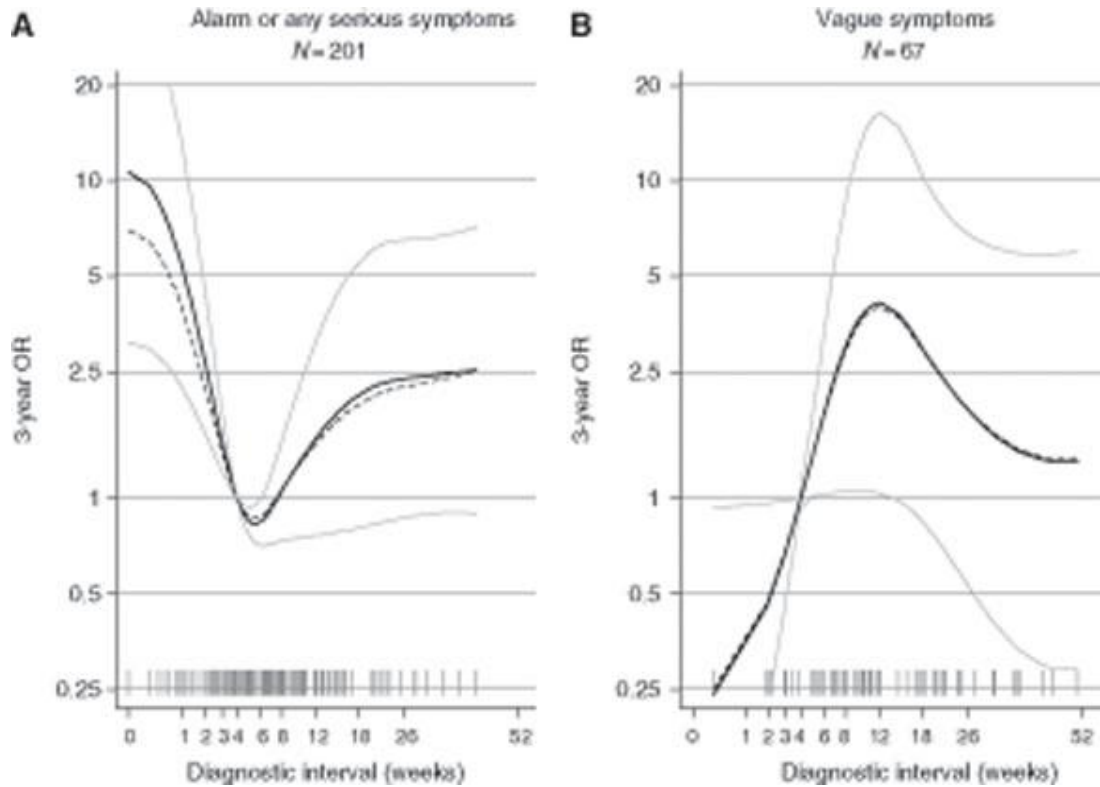 A
Alarm or any serious symptoms
N=201
20
10
5
2.5
1
0.5
0.25
3-year OR
0 1 2 3 4 6 8 12 18 26 52
Diagnostic interval (weeks)
B
Vague symptoms
N=67
20
10
5
2.5
1
0.5
0.25
3-year OR
0 1 2 3 4 6 8 12 18 26 52
Diagnostic interval (weeks)